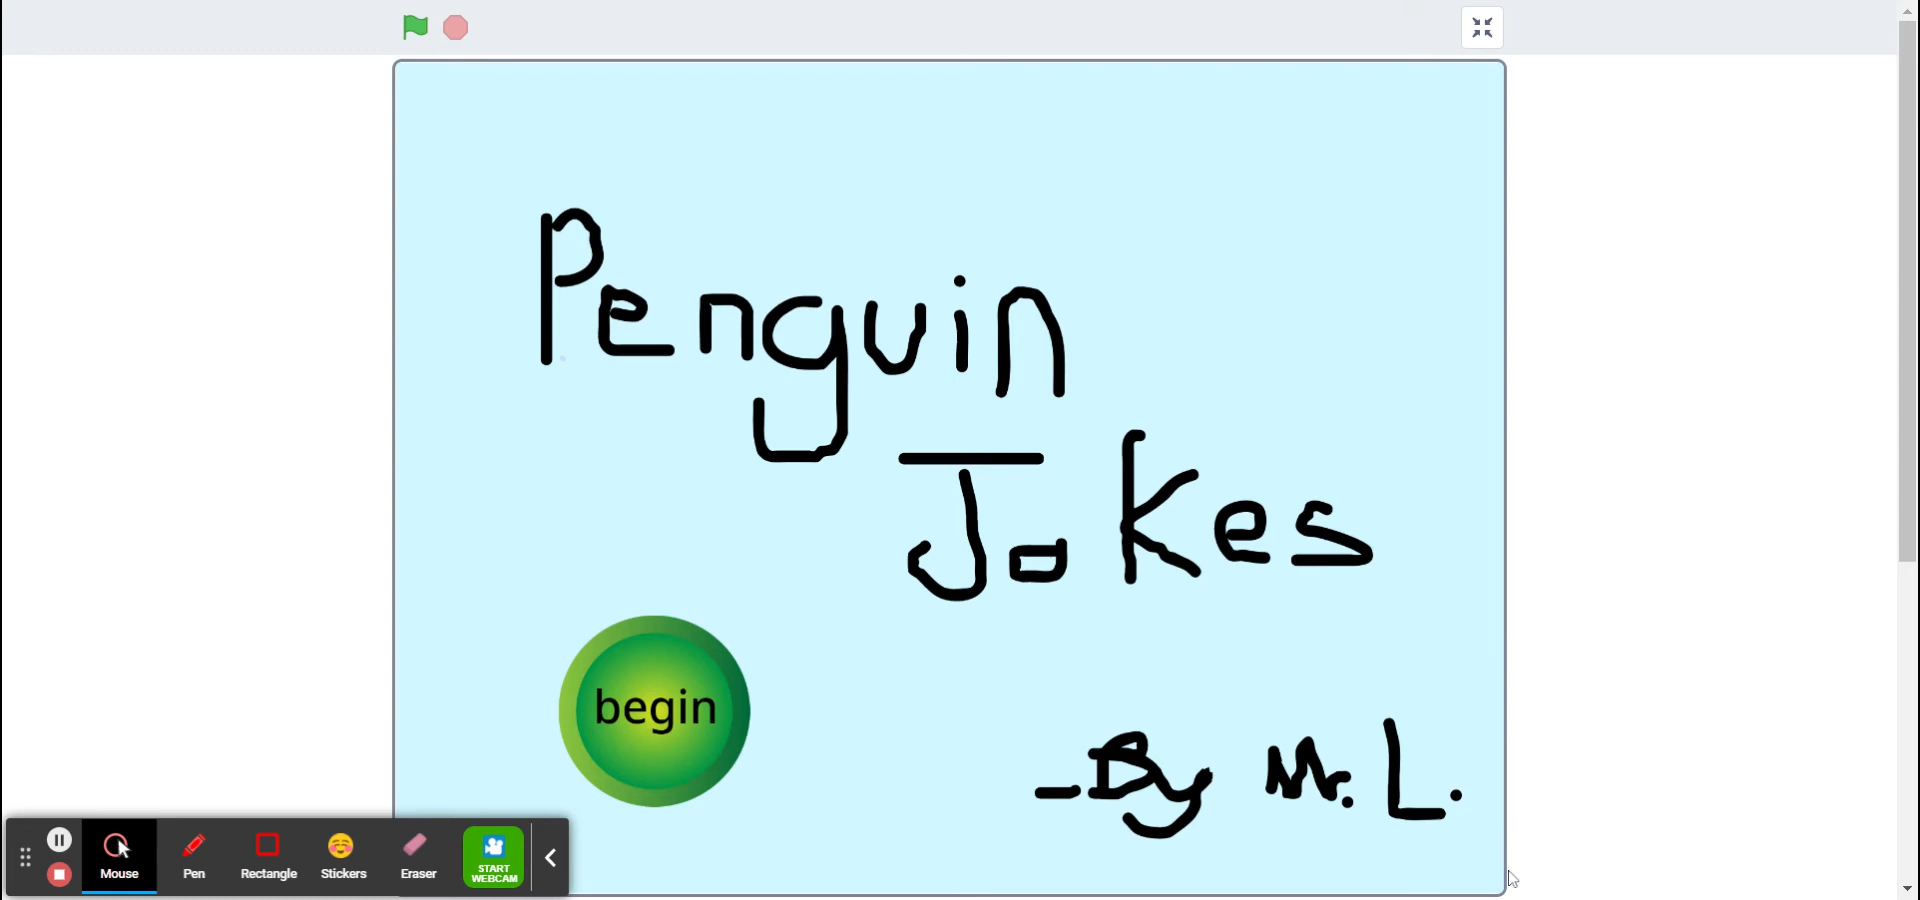 Penguin
Jokes
begin
-By Mr. L.
Mouse
Pen
Rectangle
Stickers
Eraser
START
WEBCAM